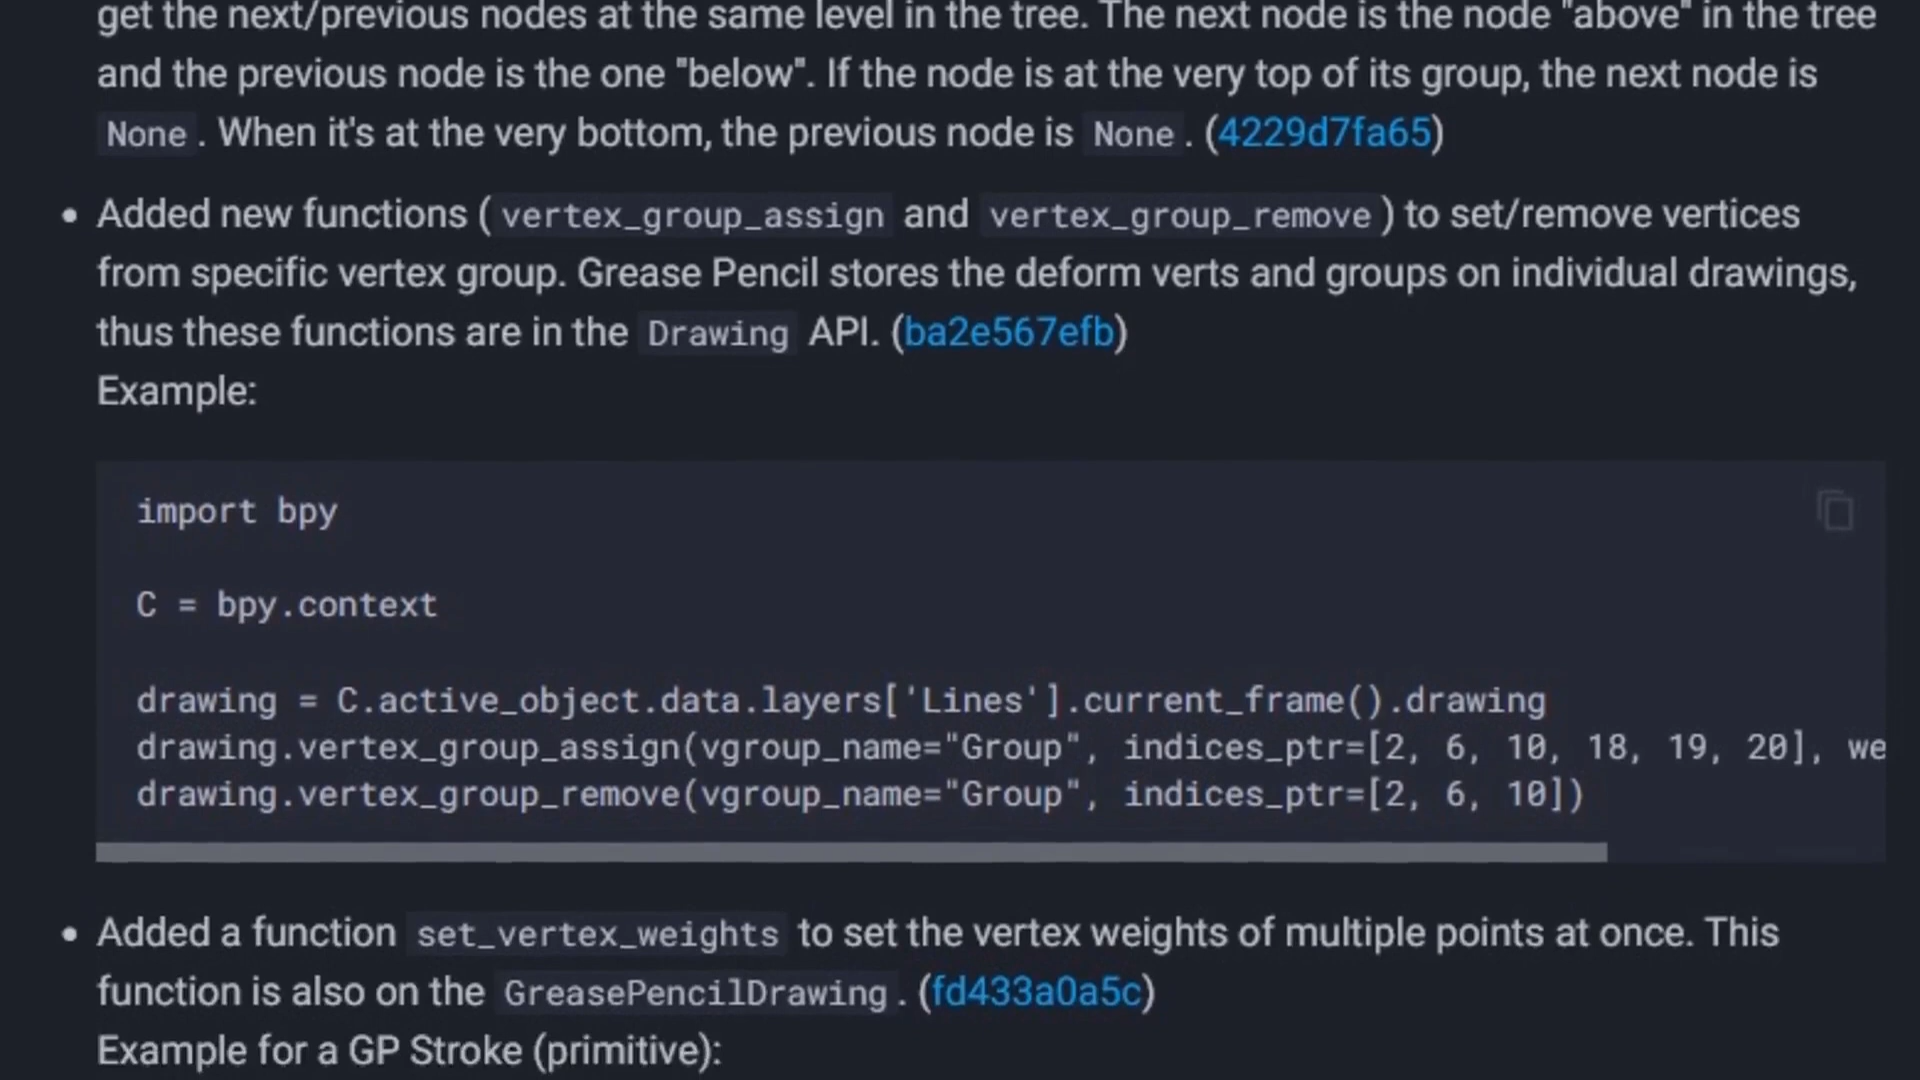 get the next/previous nodes at the same level in the tree. The next node is the node "above" in the tree
and the previous node is the one "below". If the node is at the very top of its group, the next node is
None . When it's at the very bottom, the previous node is None . (4229d7fa65)
• Added new functions ( vertex_group_assign and vertex_group_remove ) to set/remove vertices
from specific vertex group. Grease Pencil stores the deform verts and groups on individual drawings,
thus these functions are in the Drawing API. (ba2e567efb)
Example:
import bpy
C = bpy.context
drawing = C.active_object.data.layers['Lines'].current_frame().drawing
drawing.vertex_group_assign(vgroup_name="Group", indices_ptr=[2, 6, 10, 18, 19, 20], we
drawing.vertex_group_remove(vgroup_name="Group", indices_ptr=[2, 6, 10])
• Added a function set_vertex_weights to set the vertex weights of multiple points at once. This
function is also on the GreasePencilDrawing . (fd433a0a5c)
Example for a GP Stroke (primitive):